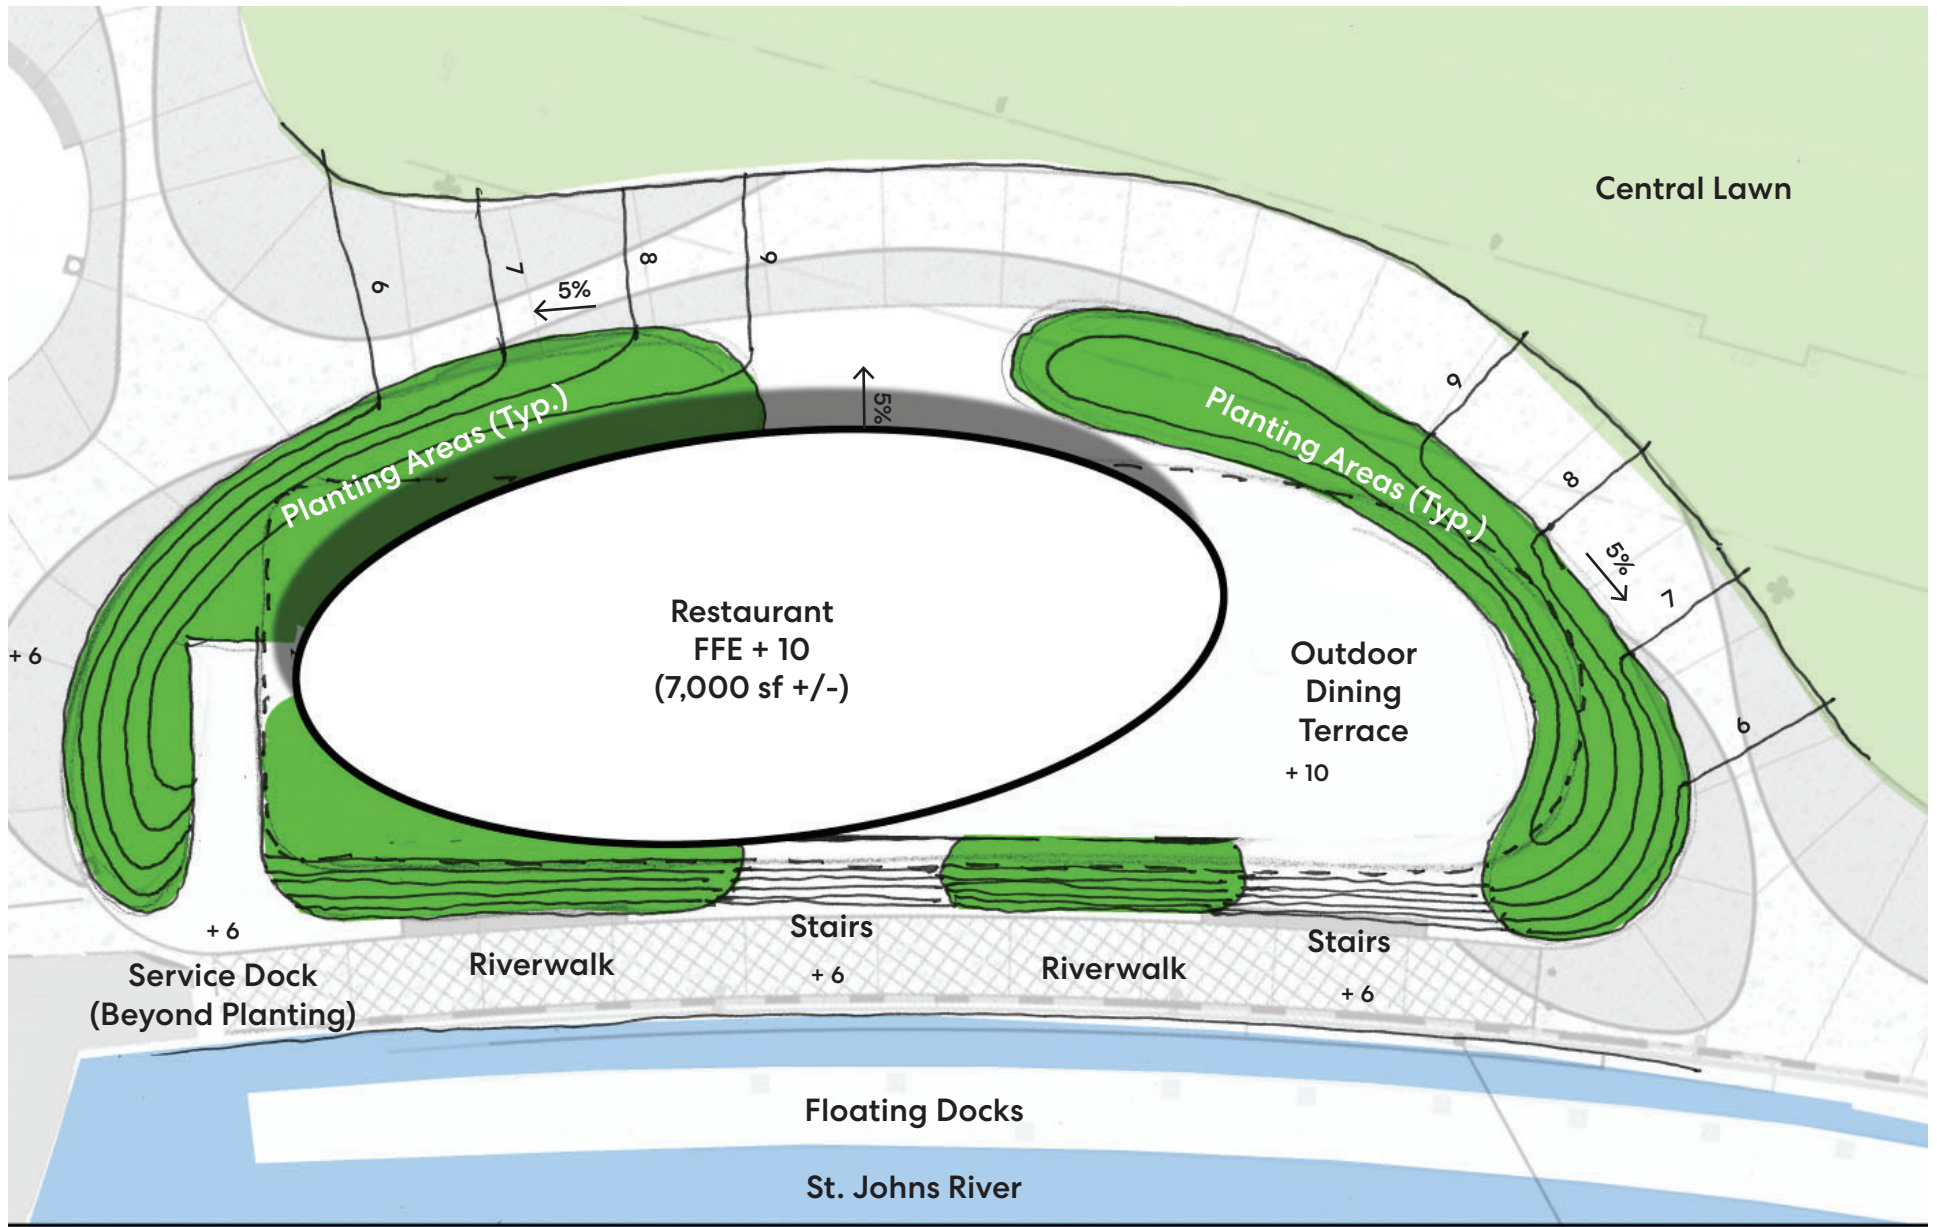 Central Lawn
6
7
8
9
5%
5%
9
8
5%
7
6
Planting Areas (Typ.)
Planting Areas (Typ.)
Restaurant
FFE + 10
(7,000 sf +/-)
+ 6
Outdoor
Dining
Terrace
+ 10
+ 6
Service Dock
(Beyond Planting)
Riverwalk
Stairs
+ 6
Riverwalk
Stairs
+ 6
Floating Docks
St. Johns River